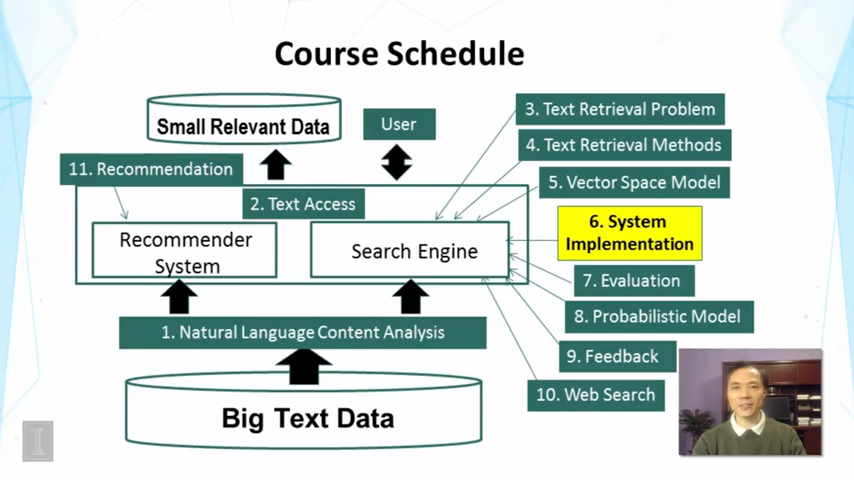 Course Schedule
Small Relevant Data
User
3. Text Retrieval Problem
4. Text Retrieval Methods
11. Recommendation
5. Vector Space Model
2. Text Access
6. System
Implementation
Recommender
System
Search Engine
7. Evaluation
8. Probabilistic Model
1. Natural Language Content Analysis
9. Feedback
10. Web Search
Big Text Data
I